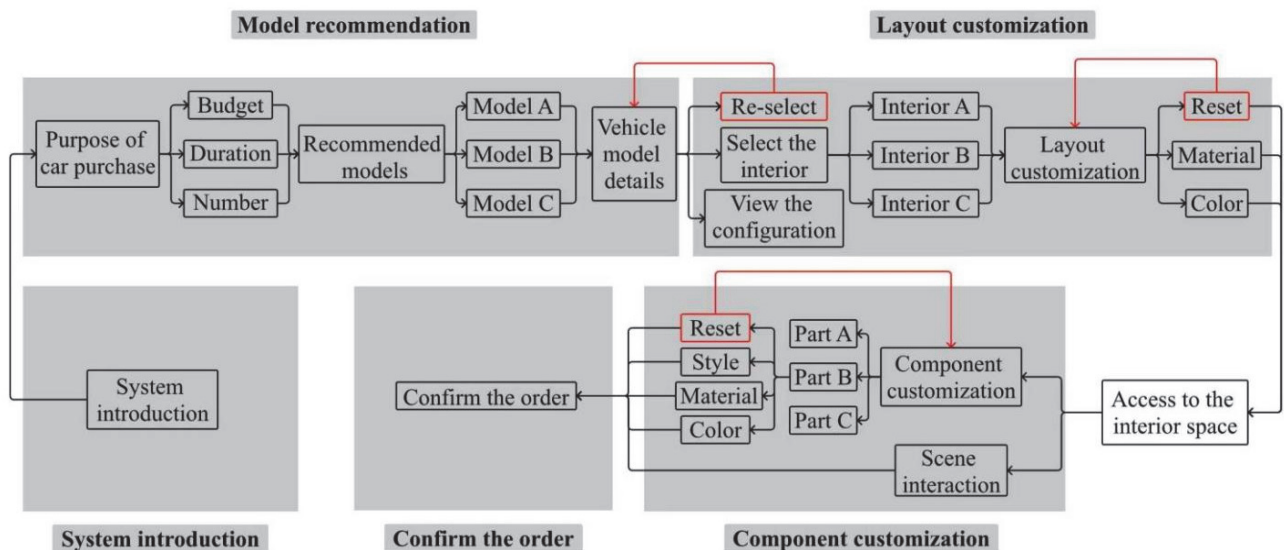 Model recommendation
Layout customization
Purpose of
car purchase
Budget
Duration
Number
Recommended
models
Model A
Model B
Model C
Vehicle
model
details
Re-select
Select the
interior
View the
configuration
Interior A
Interior B
Interior C
Layout
customization
Reset
Material
Color
System
introduction
Confirm the order
Reset
Style
Material
Color
Part A
Part B
Part C
Component
customization
Scene
interaction
Access to the
interior space
System introduction
Confirm the order
Component customization